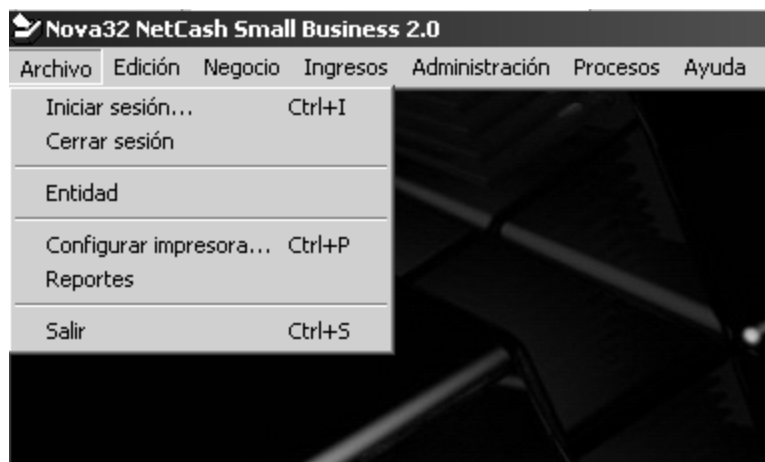 Nova32 NetCash Small Business 2.0
Archivo Edición Negocio Ingresos Administración Procesos Ayuda
Iniciar sesión... Ctrl+I
Cerrar sesión
Entidad
Configurar impresora... Ctrl+P
Reportes
Salir Ctrl+S